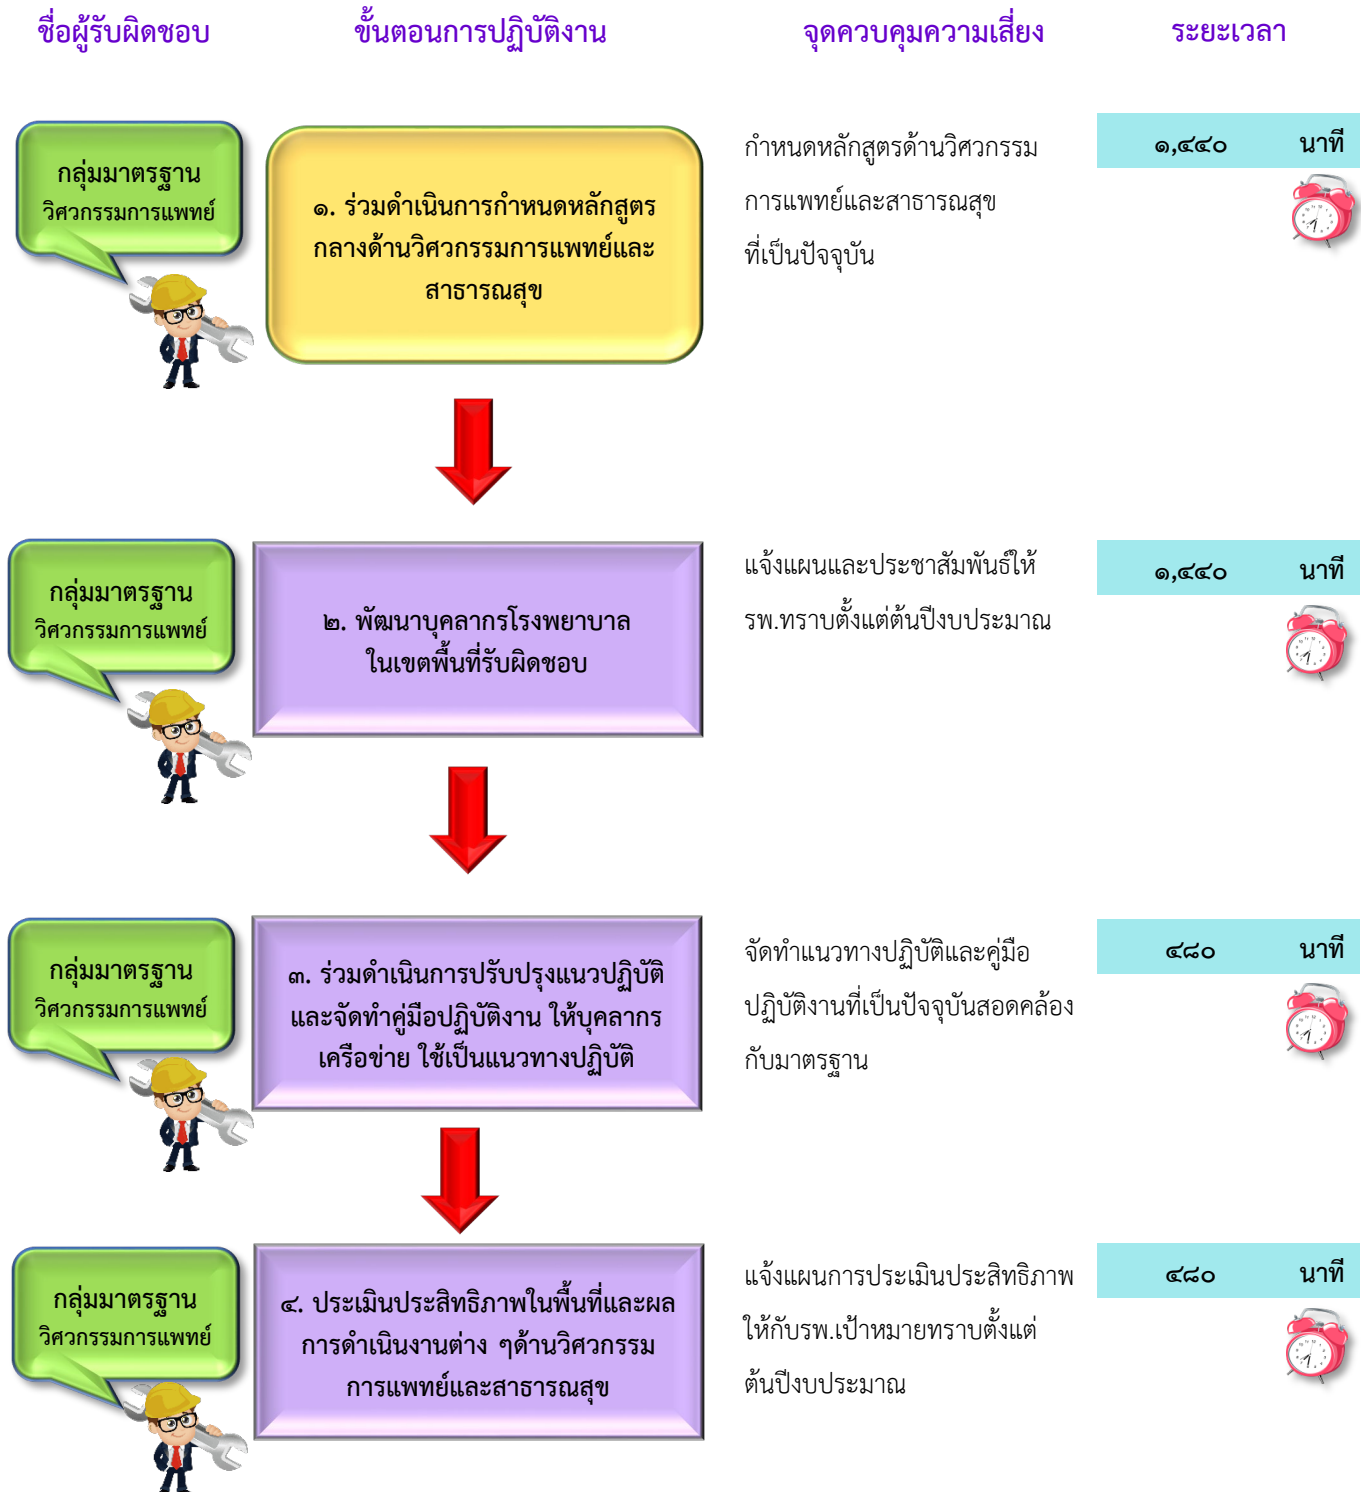 ชื่อผู้รับผิดชอบ ขั้นตอนการปฏิบัติงาน จุดควบคุมความเสี่ยง ระยะเวลา
กลุ่มมาตรฐาน
วิศวกรรมการแพทย์
๑. ร่วมดำเนินการกำหนดหลักสูตร
กลางด้านวิศวกรรมการแพทย์และ
สาธารณสุข
กำหนดหลักสูตรด้านวิศวกรรม
การแพทย์และสาธารณสุข
ที่เป็นปัจจุบัน
๑,๔๔๐ นาที
กลุ่มมาตรฐาน
วิศวกรรมการแพทย์
๒. พัฒนาบุคลากรโรงพยาบาล
ในเขตพื้นที่รับผิดชอบ
แจ้งแผนและประชาสัมพันธ์ให้
รพ.ทราบตั้งแต่ต้นปีงบประมาณ
๑,๔๔๐ นาที
กลุ่มมาตรฐาน
วิศวกรรมการแพทย์
๓. ร่วมดำเนินการปรับปรุงแนวปฏิบัติ
และจัดทำคู่มือปฏิบัติงาน ให้บุคลากร
เครือข่าย ใช้เป็นแนวทางปฏิบัติ
จัดทำแนวทางปฏิบัติและคู่มือ
ปฏิบัติงานที่เป็นปัจจุบันสอดคล้อง
กับมาตรฐาน
๔๘๐ นาที
กลุ่มมาตรฐาน
วิศวกรรมการแพทย์
๔. ประเมินประสิทธิภาพในพื้นที่และผล
การดำเนินงานต่าง ๆด้านวิศวกรรม
การแพทย์และสาธารณสุข
แจ้งแผนการประเมินประสิทธิภาพ
ให้กับรพ.เป้าหมายทราบตั้งแต่
ต้นปีงบประมาณ
๔๘๐ นาที